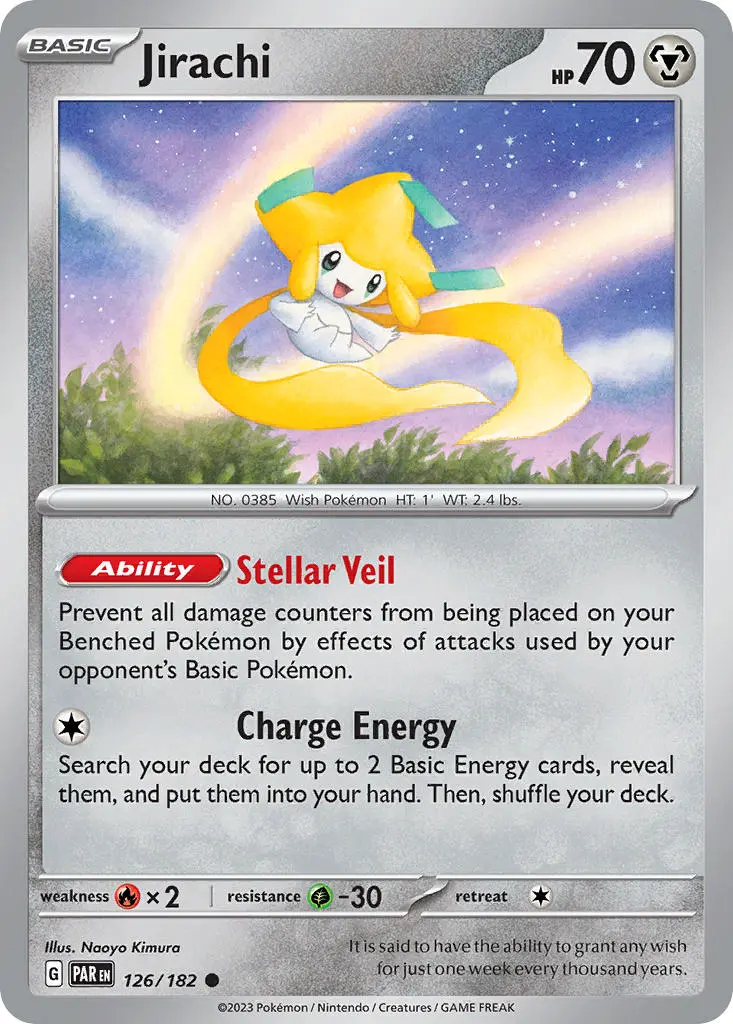 BASIC
Jirachi
HP 70
NO. 0385 Wish Pokémon HT: 1' WT: 2.4 lbs.
Ability Stellar Veil
Prevent all damage counters from being placed on your
Benched Pokémon by effects of attacks used by your
opponent's Basic Pokémon.
Charge Energy
Search your deck for up to 2 Basic Energy cards, reveal
them, and put them into your hand. Then, shuffle your deck.
weakness ×2 resistance -30 retreat
Illus. Naoyo Kimura
It is said to have the ability to grant any wish
for just one week every thousand years.
G PAR EN 126/182
©2023 Pokémon / Nintendo / Creatures / GAME FREAK